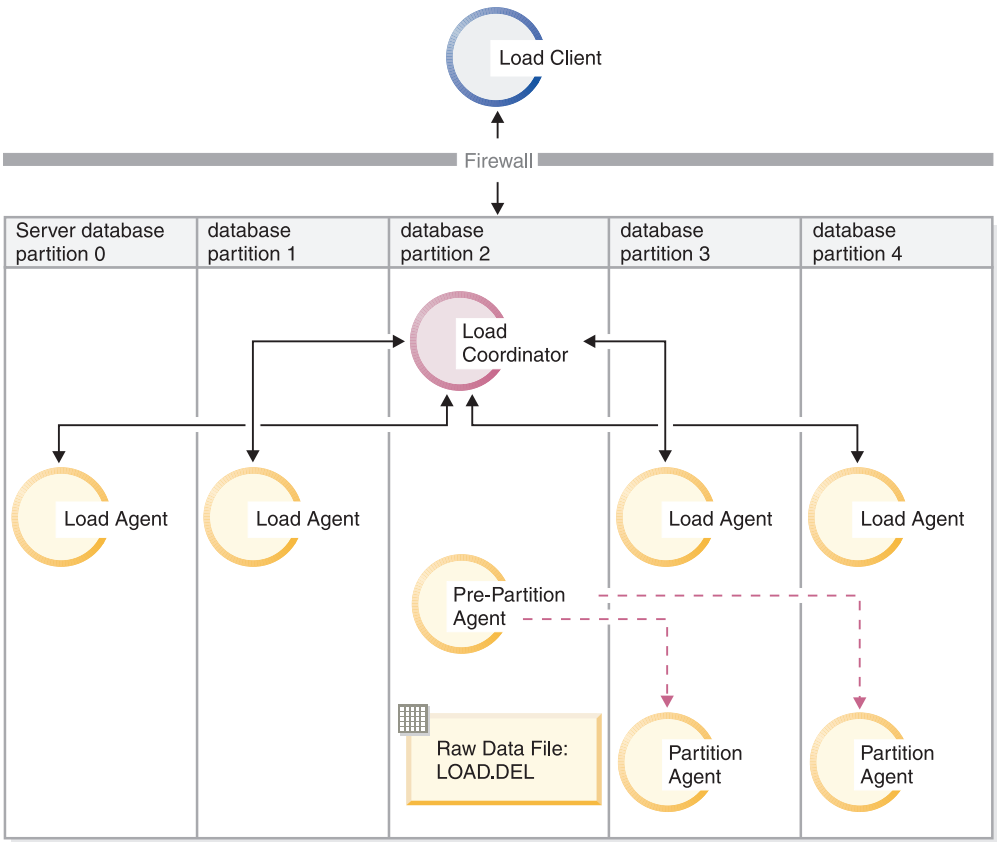 Load Client
Firewall
Server database
partition 0
database
partition 1
database
partition 2
database
partition 3
database
partition 4
Load
Coordinator
Load Agent
Load Agent
Load Agent
Load Agent
Pre-Partition
Agent
Raw Data File:
LOAD.DEL
Partition
Agent
Partition
Agent